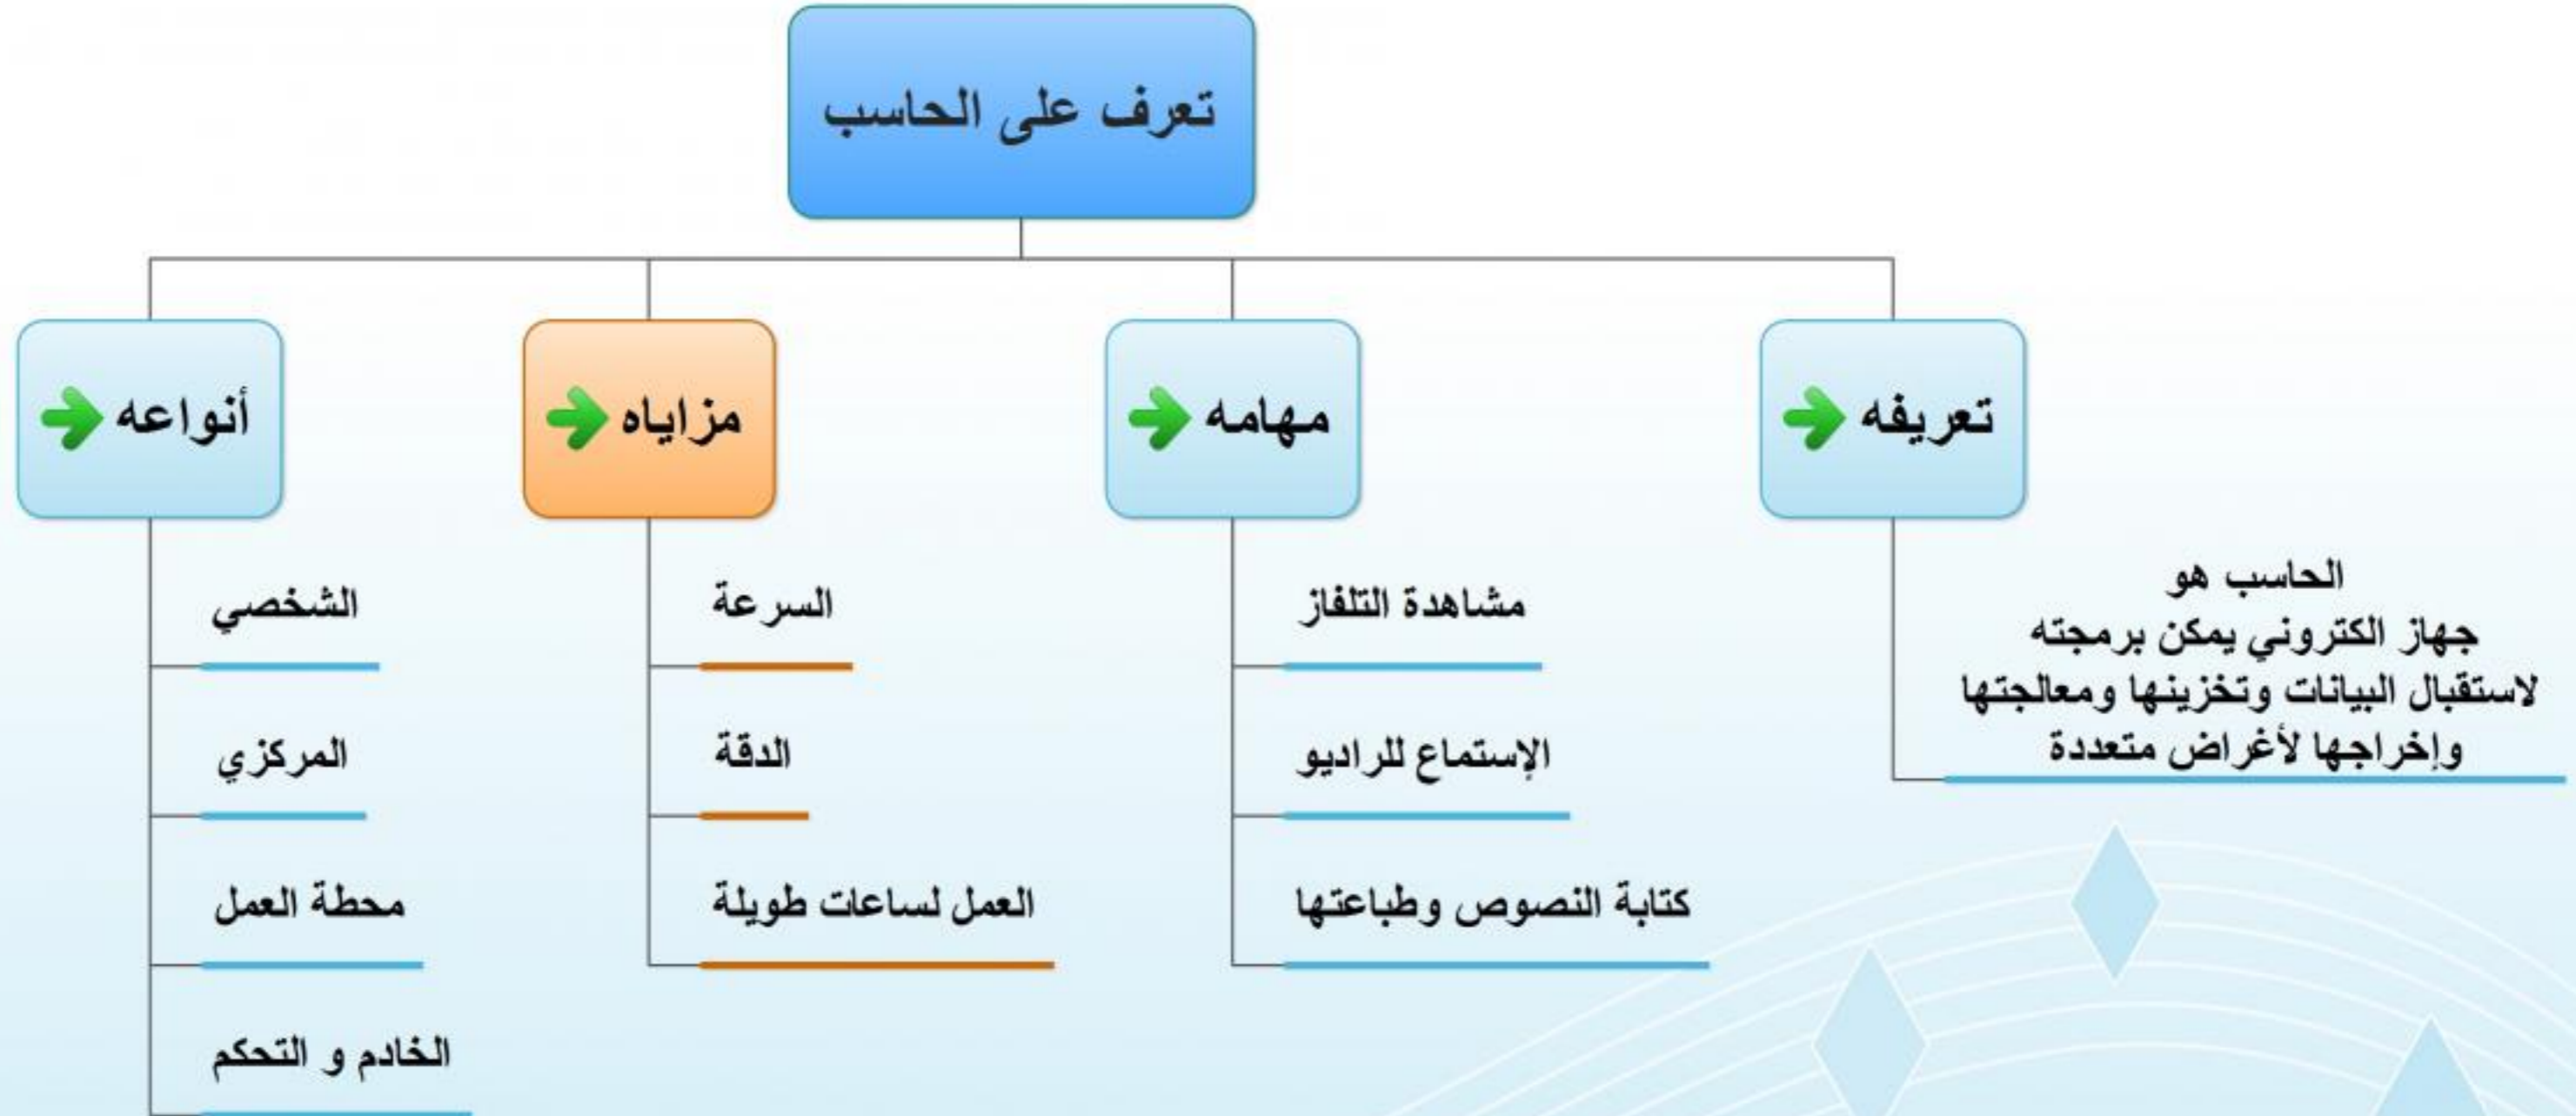 تعرف على الحاسب
تعريفه
الحاسب هو
جهاز الكتروني يمكن برمجته
لاستقبال البيانات وتخزينها ومعالجتها
وإخراجها لأغراض متعددة
مهامه
مشاهدة التلفاز
الإستماع للراديو
كتابة النصوص وطباعتها
مزاياه
السرعة
الدقة
العمل لساعات طويلة
أنواعه
الشخصي
المركزي
محطة العمل
الخادم و التحكم